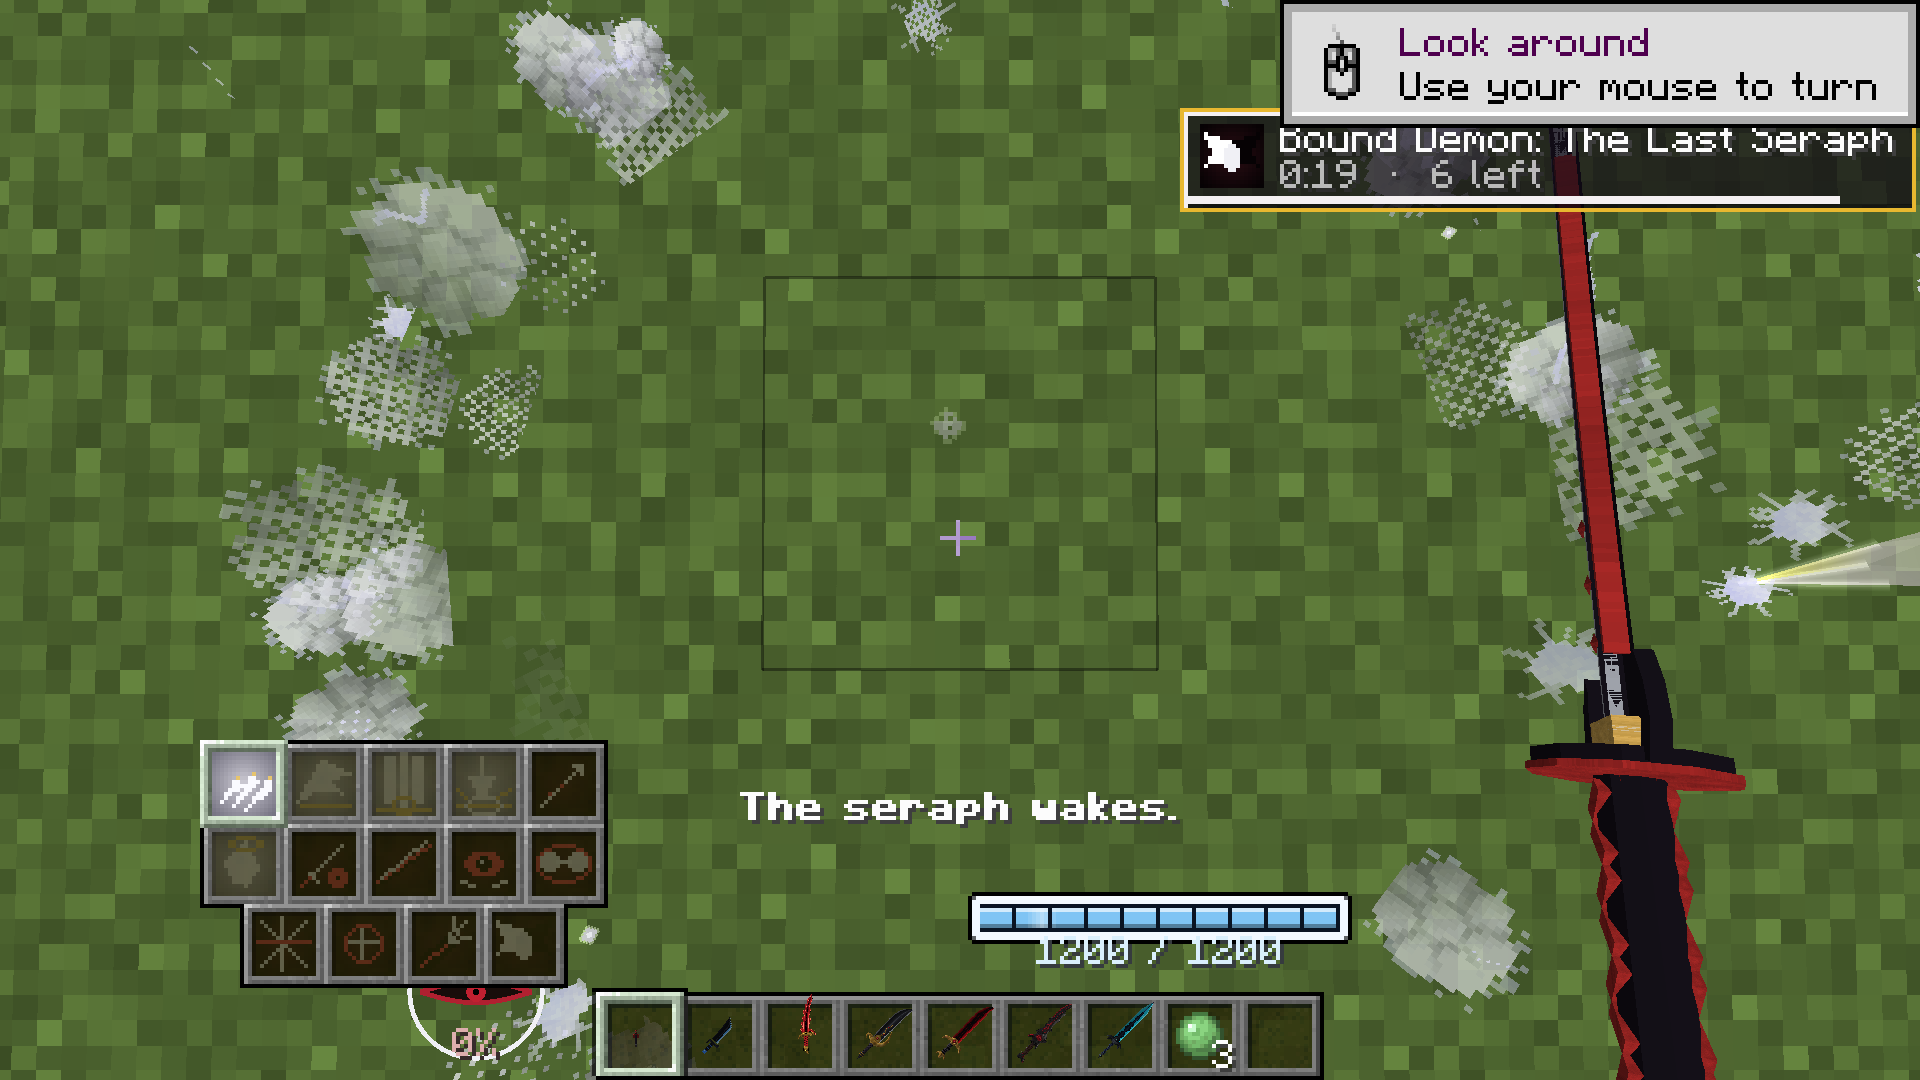 Look around
Use your mouse to turn
Bound Demon: The Last Seraph
0:19 · 6 left
The seraph wakes.
1200 / 1200
0%
3